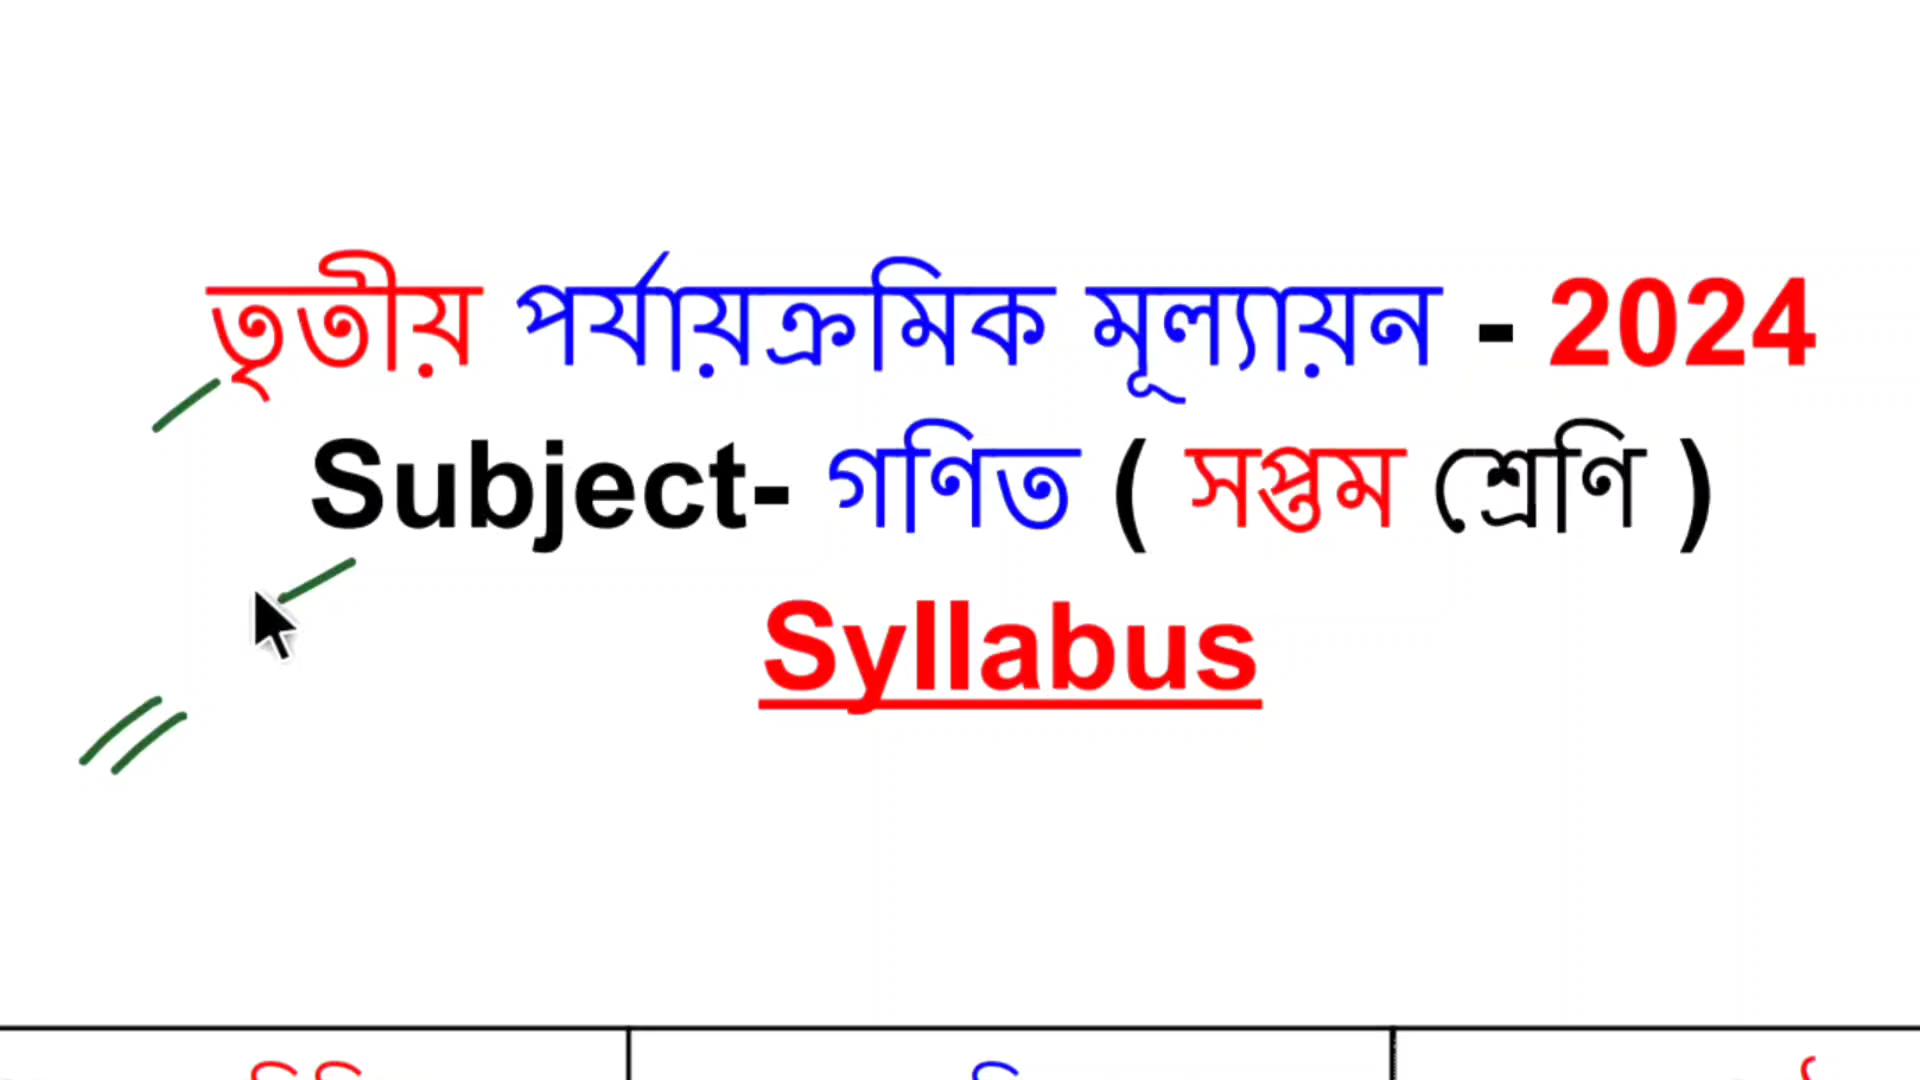 তৃতীয় পর্যায়ক্রমিক মূল্যায়ন - 2024
Subject- গণিত ( সপ্তম শ্রেণি )
Syllabus